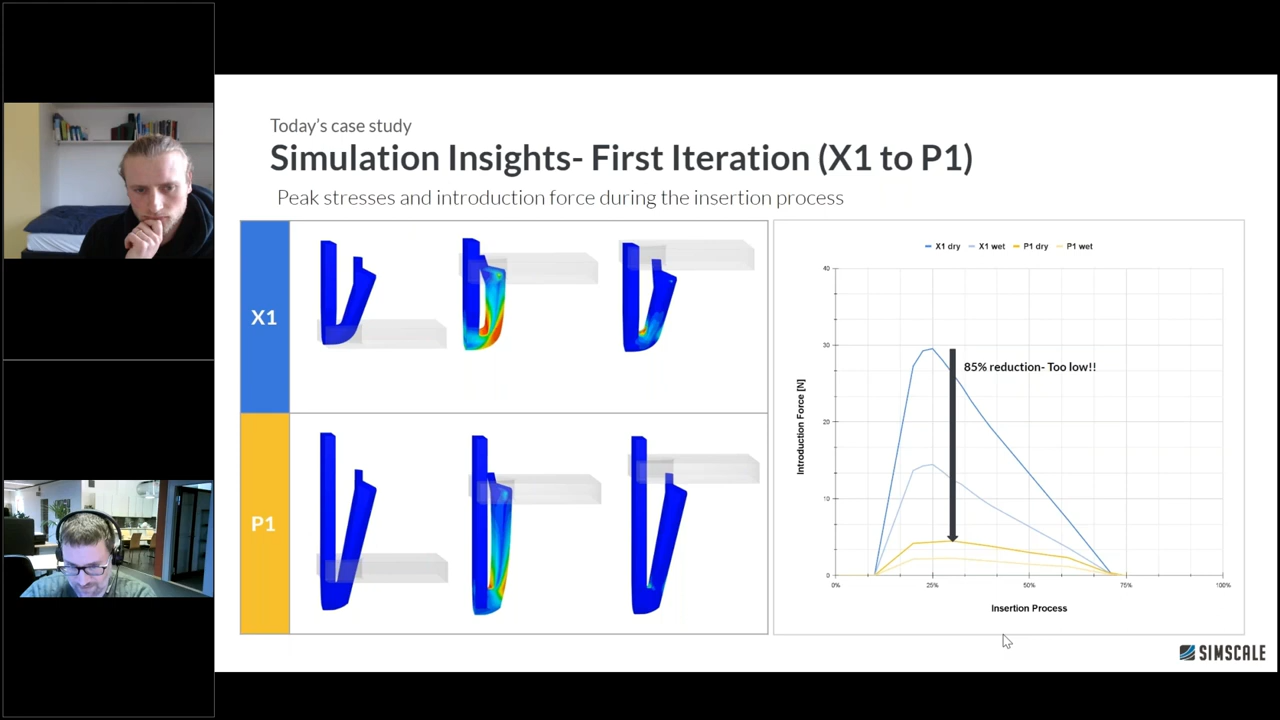 Today's case study
Simulation Insights- First Iteration (X1 to P1)
Peak stresses and introduction force during the insertion process
X1
P1
X1 dry X1 wet P1 dry P1 wet
40
30
20
10
0
Introduction Force [N]
85% reduction- Too low!!
0% 25% 50% 75% 100%
Insertion Process
SIMSCALE